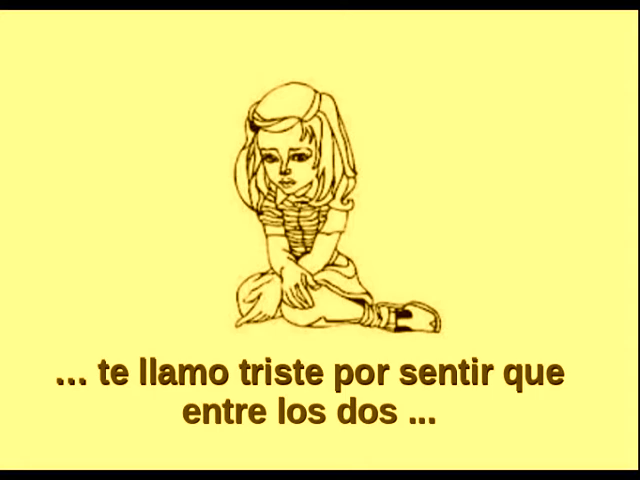 ... te llamo triste por sentir que
entre los dos ...